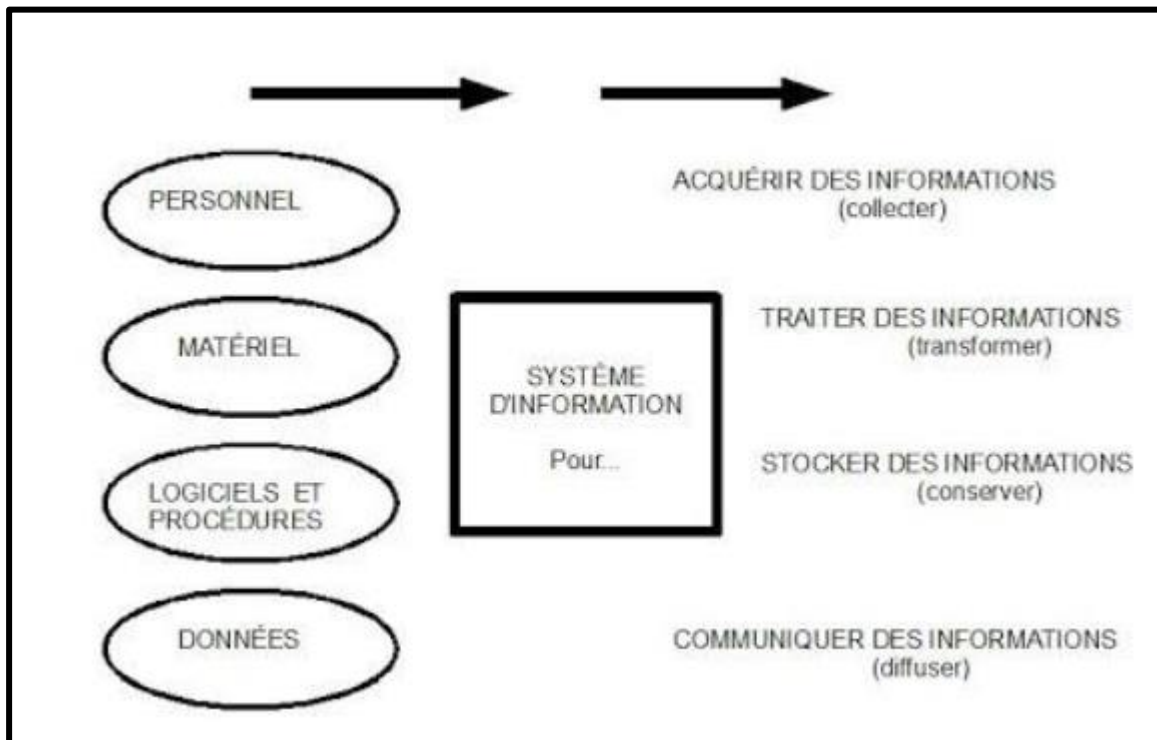 PERSONNEL
MATÉRIEL
LOGICIELS ET
PROCÉDURES
DONNÉES
SYSTÈME
D'INFORMATION
Pour...
ACQUÉRIR DES INFORMATIONS
(collecter)
TRAITER DES INFORMATIONS
(transformer)
STOCKER DES INFORMATIONS
(conserver)
COMMUNIQUER DES INFORMATIONS
(diffuser)